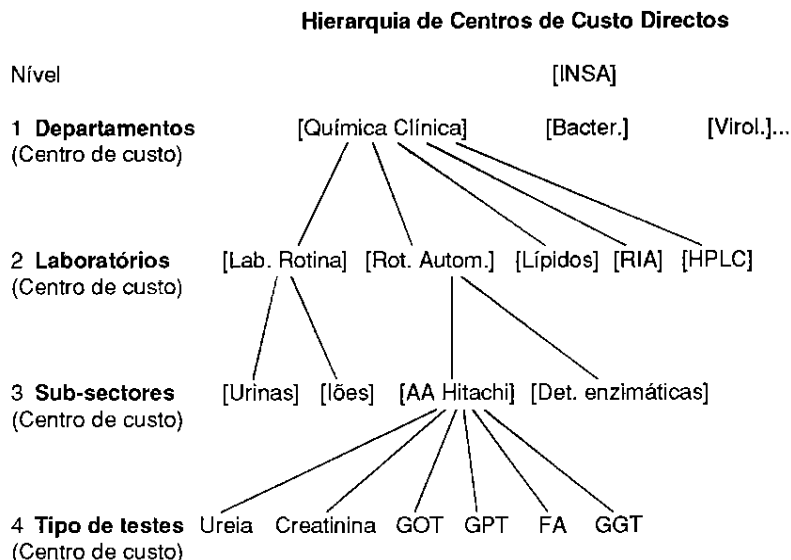 Hierarquia de Centros de Custo Directos
Nível [INSA]
1 Departamentos [Química Clínica] [Bacter.] [Virol.]...
(Centro de custo)
2 Laboratórios [Lab. Rotina] [Rot. Autom.] [Lípidos] [RIA] [HPLC]
(Centro de custo)
3 Sub-sectores [Urinas] [Iões] [AA Hitachi] [Det. enzimáticas]
(Centro de custo)
4 Tipo de testes Ureia Creatinina GOT GPT FA GGT
(Centro de custo)